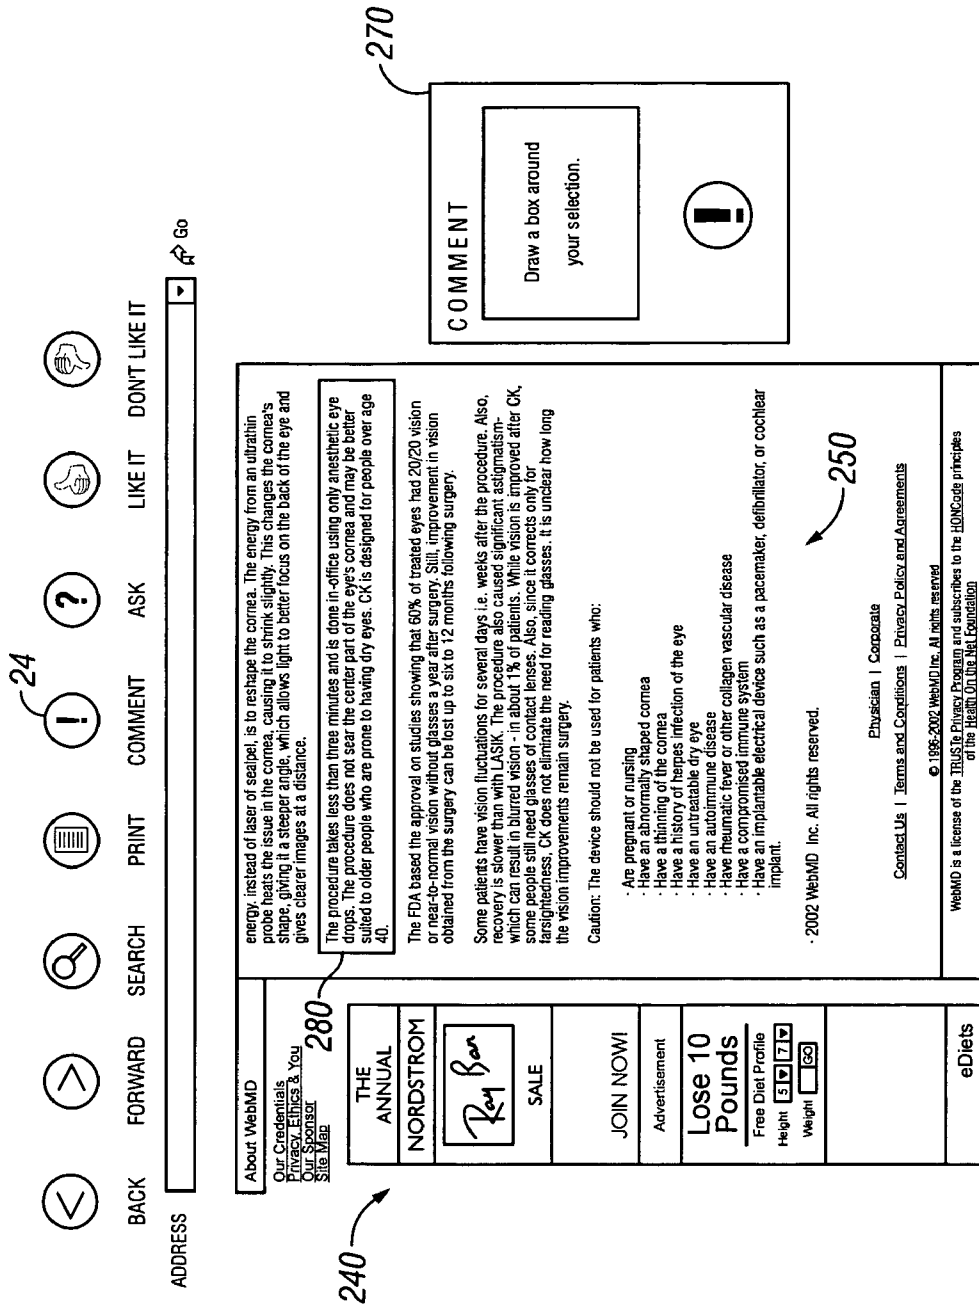 24
BACK
FORWARD
SEARCH
PRINT
COMMENT
ASK
LIKE IT
DON'T LIKE IT
ADDRESS
Go
About WebMD
Our Credentials
Privacy, Ethics & You
Our Sponsor
Site Map
280
240
THE
ANNUAL
NORDSTROM
Ray Ban
SALE
JOIN NOW!
Advertisement
Lose 10
Pounds
Free Diet Profile
Height 5 7
Weight GO
eDiets
energy, instead of laser of sealpel, is to reshape the cornea. The energy from an ultrathin
probe heats the issue in the cornea, causing it to shrink slightly. This changes the cornea's
shape, giving it a steeper angle, which allows light to better focus on the back of the eye and
gives clearer images at a distance.
The procedure takes less than three minutes and is done in-office using only anesthetic eye
drops. The procedure does not sear the center part of the eye's cornea and may be better
suited to older people who are prone to having dry eyes. CK is designed for people over age
40.
The FDA based the approval on studies showing that 60% of treated eyes had 20/20 vision
or near-to-normal vision without glasses a year after surgery. Still, improvement in vision
obtained from the surgery can be lost up to six to 12 months following surgery.
Some patients have vision fluctuations for several days i.e. weeks after the procedure. Also,
recovery is slower than with LASIK. The procedure also caused significant astigmatism-
which can result in blurred vision - in about 1% of patients. While vision is improved after CK,
some people still need glasses of contact lenses. Also, since it corrects only for
farsightedness, CK does not eliminate the need for reading glasses. It is unclear how long
the vision improvements remain surgery.
Caution: The device should not be used for patients who:
· Are pregnant or nursing
· Have an abnormally shaped cornea
· Have a thinning of the cornea
· Have a history of herpes infection of the eye
· Have an untreatable dry eye
· Have an autoimmune disease
· Have rheumatic fever or other collagen vascular disease
· Have a compromised immune system
· Have an implantable electrical device such as a pacemaker, defibrillator, or cochlear
implant.
250
· 2002 WebMD Inc. All rights reserved.
Physician | Corporate
Contact Us | Terms and Conditions | Privacy Policy and Agreements
© 1996-2002 WebMD Inc. All rights reserved
WebMD is a license of the TRUSTe Privacy Program and subscribes to the HONCode principles
of the Health On the Net Foundation
270
COMMENT
Draw a box around
your selection.
!